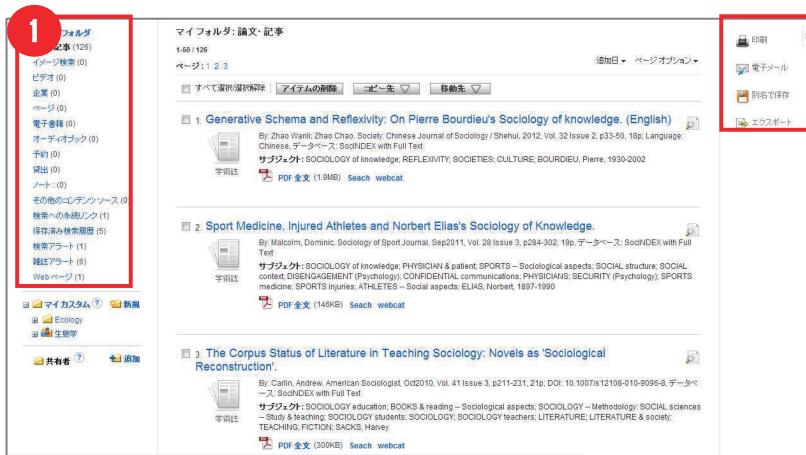 1
フォルダ
記事 (126)
イメージ検索 (0)
ビデオ (0)
企業 (0)
ページ (0)
電子書籍 (0)
オーディオブック (0)
予約 (0)
貸出 (0)
ノート: (0)
その他のコンテンツ ソース (0)
検索への永続リンク (1)
保存済み検索履歴 (5)
検索アラート (1)
雑誌アラート (6)
Web ページ (1)
マイ カスタム ? 新規
Ecology
生態学
共有者 ? 追加
マイ フォルダ: 論文・記事
1-50 / 126
ページ: 1 2 3
追加日 ページ オプション
すべて選択/選択解除 アイテムの削除 コピー先 ▽ 移動先 ▽
1. Generative Schema and Reflexivity: On Pierre Bourdieu's Sociology of knowledge. (English)
By: Zhao Wanli; Zhao Chao. Society: Chinese Journal of Sociology / Shehui, 2012, Vol. 32 Issue 2, p33-50, 18p; Language:
Chinese, データベース: SocINDEX with Full Text
サブジェクト: SOCIOLOGY of knowledge; REFLEXIVITY; SOCIETIES; CULTURE; BOURDIEU, Pierre, 1930-2002
学術誌
PDF 全文 (1.9MB) Seach webcat
2. Sport Medicine, Injured Athletes and Norbert Elias's Sociology of Knowledge.
By: Malcolm, Dominic. Sociology of Sport Journal, Sep2011, Vol. 28 Issue 3, p284-302, 19p, データベース: SocINDEX with Full
Text
サブジェクト: SOCIOLOGY of knowledge; PHYSICIAN & patient; SPORTS -- Sociological aspects; SOCIAL structure; SOCIAL
context; DISENGAGEMENT (Psychology); CONFIDENTIAL communications; PHYSICIANS; SECURITY (Psychology); SPORTS
medicine; SPORTS injuries; ATHLETES -- Social aspects; ELIAS, Norbert, 1897-1990
学術誌
PDF 全文 (146KB) Seach webcat
3. The Corpus Status of Literature in Teaching Sociology: Novels as 'Sociological
Reconstruction'.
By: Carlin, Andrew. American Sociologist, Oct2010, Vol. 41 Issue 3, p211-231, 21p; DOI: 10.1007/s12108-010-9096-8, データベ
ース: SocINDEX with Full Text
サブジェクト: SOCIOLOGY education; BOOKS & reading -- Sociological aspects; SOCIOLOGY -- Methodology; SOCIAL sciences
-- Study & teaching; SOCIOLOGY students; SOCIOLOGY; SOCIOLOGY teachers; LITERATURE; LITERATURE & society;
TEACHING; FICTION; SACKS, Harvey
学術誌
PDF 全文 (300KB) Seach webcat
印刷
電子メール
別名で保存
エクスポート